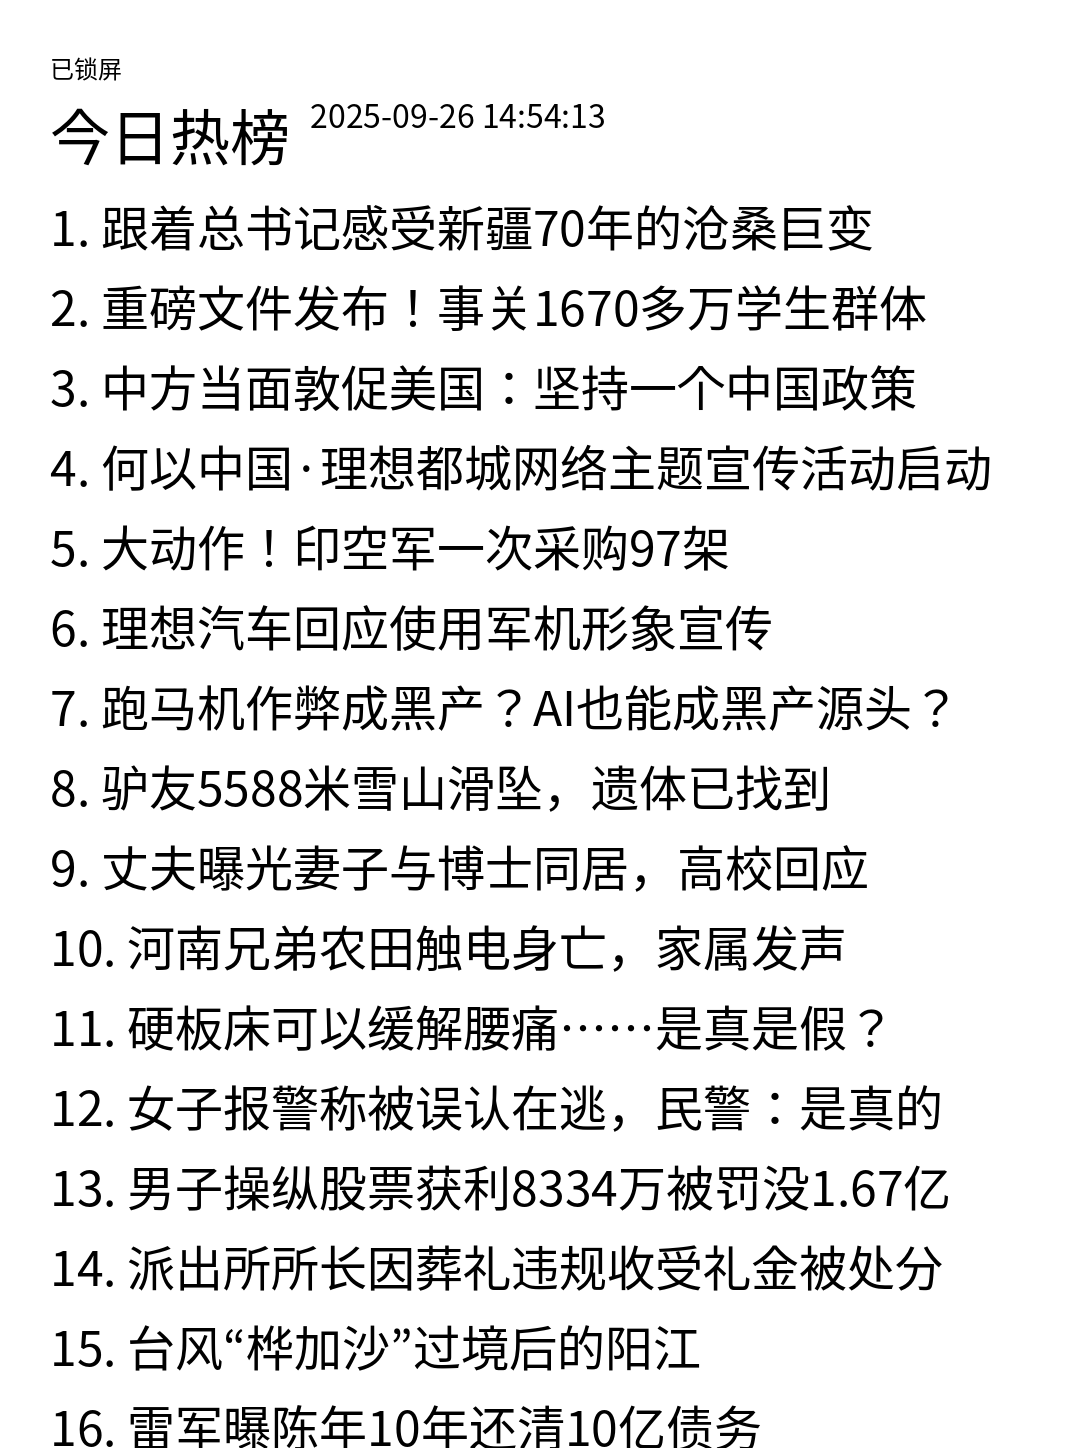 已锁屏
今日热榜 2025-09-26 14:54:13
1. 跟着总书记感受新疆70年的沧桑巨变
2. 重磅文件发布！事关1670多万学生群体
3. 中方当面敦促美国：坚持一个中国政策
4. 何以中国·理想都城网络主题宣传活动启动
5. 大动作！印空军一次采购97架
6. 理想汽车回应使用军机形象宣传
7. 跑马机作弊成黑产？AI也能成黑产源头？
8. 驴友5588米雪山滑坠，遗体已找到
9. 丈夫曝光妻子与博士同居，高校回应
10. 河南兄弟农田触电身亡，家属发声
11. 硬板床可以缓解腰痛……是真是假？
12. 女子报警称被误认在逃，民警：是真的
13. 男子操纵股票获利8334万被罚没1.67亿
14. 派出所所长因葬礼违规收受礼金被处分
15. 台风“桦加沙”过境后的阳江
16. 雷军曝陈年10年还清10亿债务